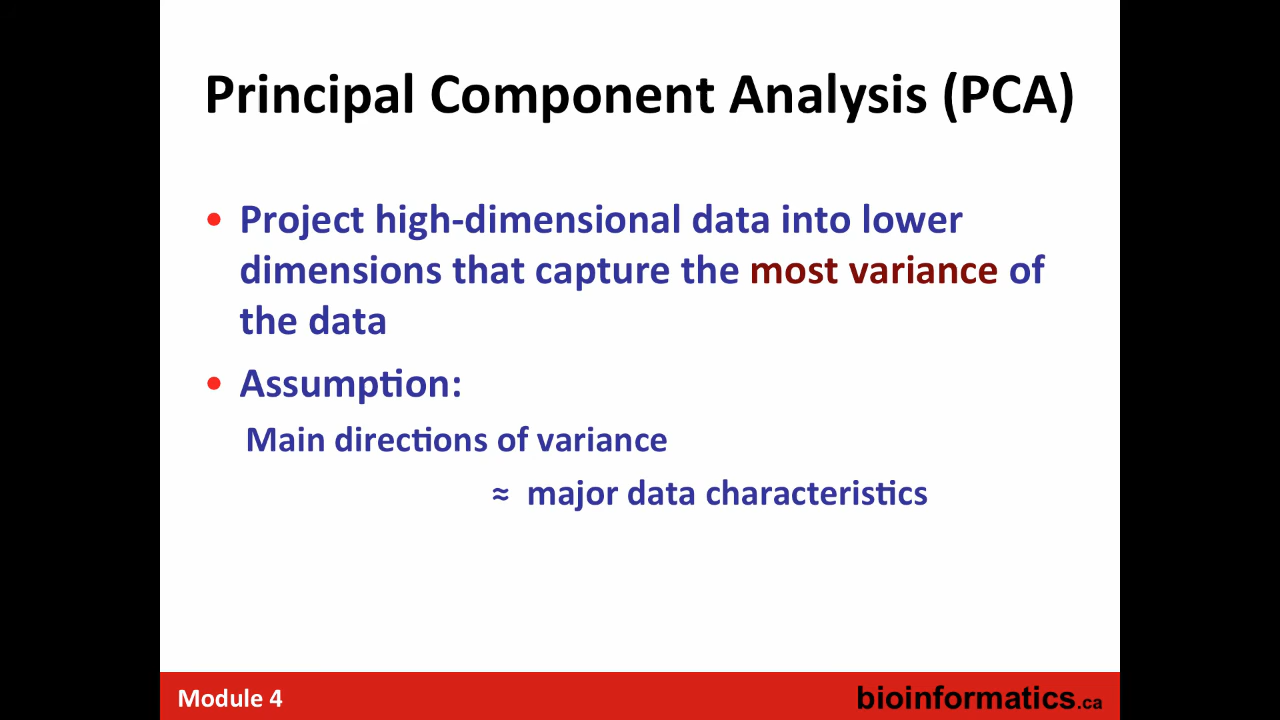 Principal Component Analysis (PCA)
• Project high-dimensional data into lower
dimensions that capture the most variance of
the data
• Assumption:
Main directions of variance
≈ major data characteristics
Module 4
bioinformatics.ca